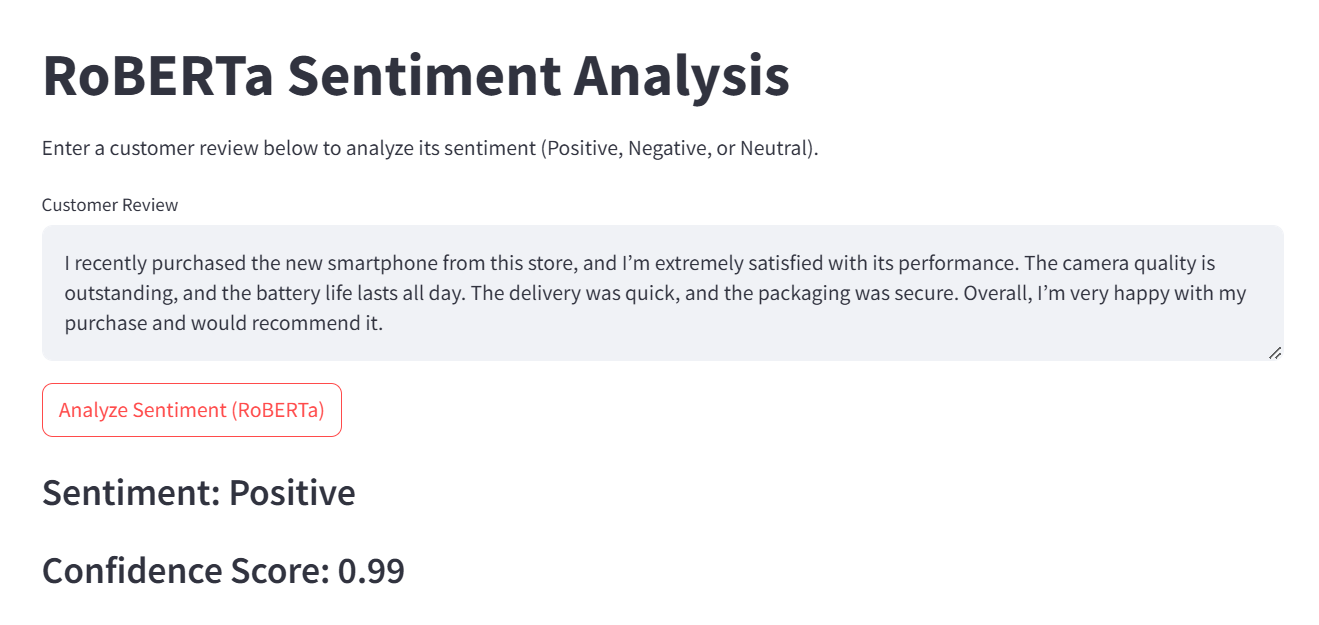 RoBERTa Sentiment Analysis
Enter a customer review below to analyze its sentiment (Positive, Negative, or Neutral).
Customer Review
I recently purchased the new smartphone from this store, and I’m extremely satisfied with its performance. The camera quality is
outstanding, and the battery life lasts all day. The delivery was quick, and the packaging was secure. Overall, I’m very happy with my
purchase and would recommend it.
Analyze Sentiment (RoBERTa)
Sentiment: Positive
Confidence Score: 0.99